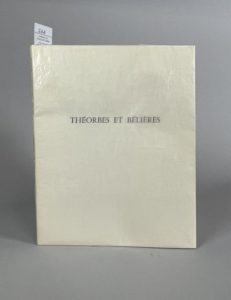 THÉORBES ET BÉLIÈRES